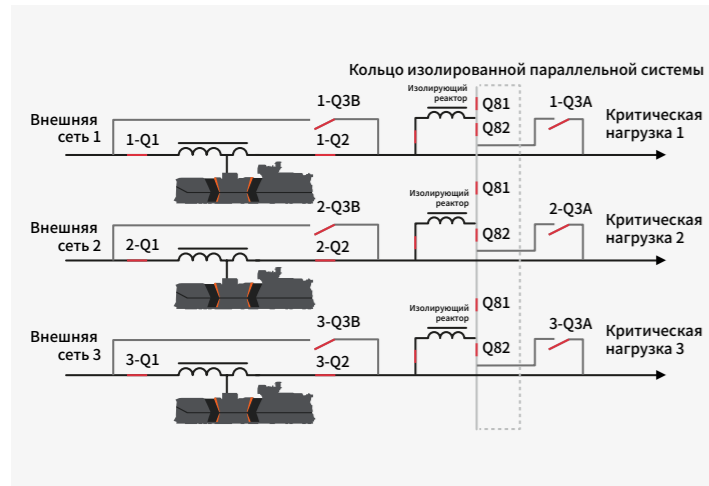 Кольцо изолированной параллельной системы
Изолирующий
реактор
Q81
1-Q3A
1-Q3B
Внешняя
сеть 1
1-Q1
1-Q2
Q82
Критическая
нагрузка 1
Изолирующий
реактор
Q81
2-Q3B
2-Q3A
Внешняя
сеть 2
2-Q1
2-Q2
Q82
Критическая
нагрузка 2
Изолирующий
реактор
Q81
3-Q3B
3-Q3A
Внешняя
сеть 3
3-Q1
3-Q2
Q82
Критическая
нагрузка 3